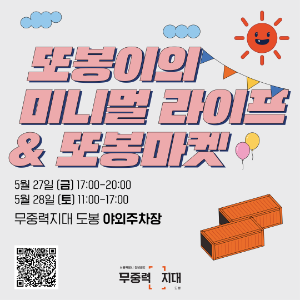 또봉이의
미니멀 라이프
& 또봉마켓
5월 27일 (금) 17:00-20:00
5월 28일 (토) 11:00-17:00
무중력지대 도봉 야외주차장
무중력 지대